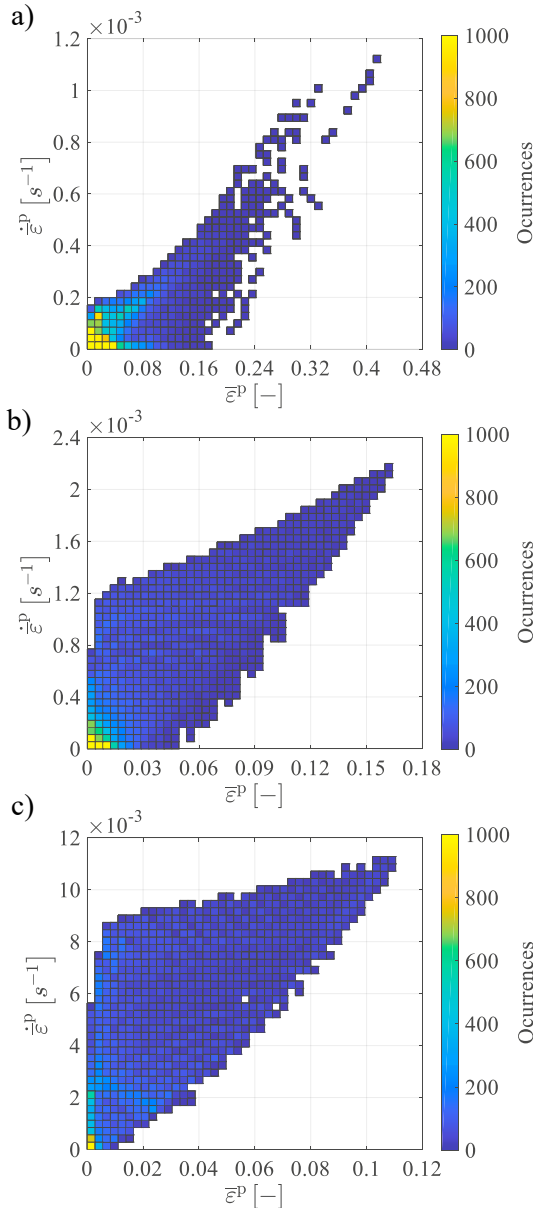 a)
×10⁻³
1.2
1
0.8
0.6
0.4
0.2
0
ε̄̇ᵖ [s⁻¹]
0 0.08 0.16 0.24 0.32 0.4 0.48
ε̄ᵖ [−]
1000
800
600
400
200
0
Ocurrences
b)
×10⁻³
2.4
2
1.6
1.2
0.8
0.4
0
ε̄̇ᵖ [s⁻¹]
0 0.03 0.06 0.09 0.12 0.15 0.18
ε̄ᵖ [−]
1000
800
600
400
200
0
Ocurrences
c)
×10⁻³
12
10
8
6
4
2
0
ε̄̇ᵖ [s⁻¹]
0 0.02 0.04 0.06 0.08 0.1 0.12
ε̄ᵖ [−]
1000
800
600
400
200
0
Ocurrences